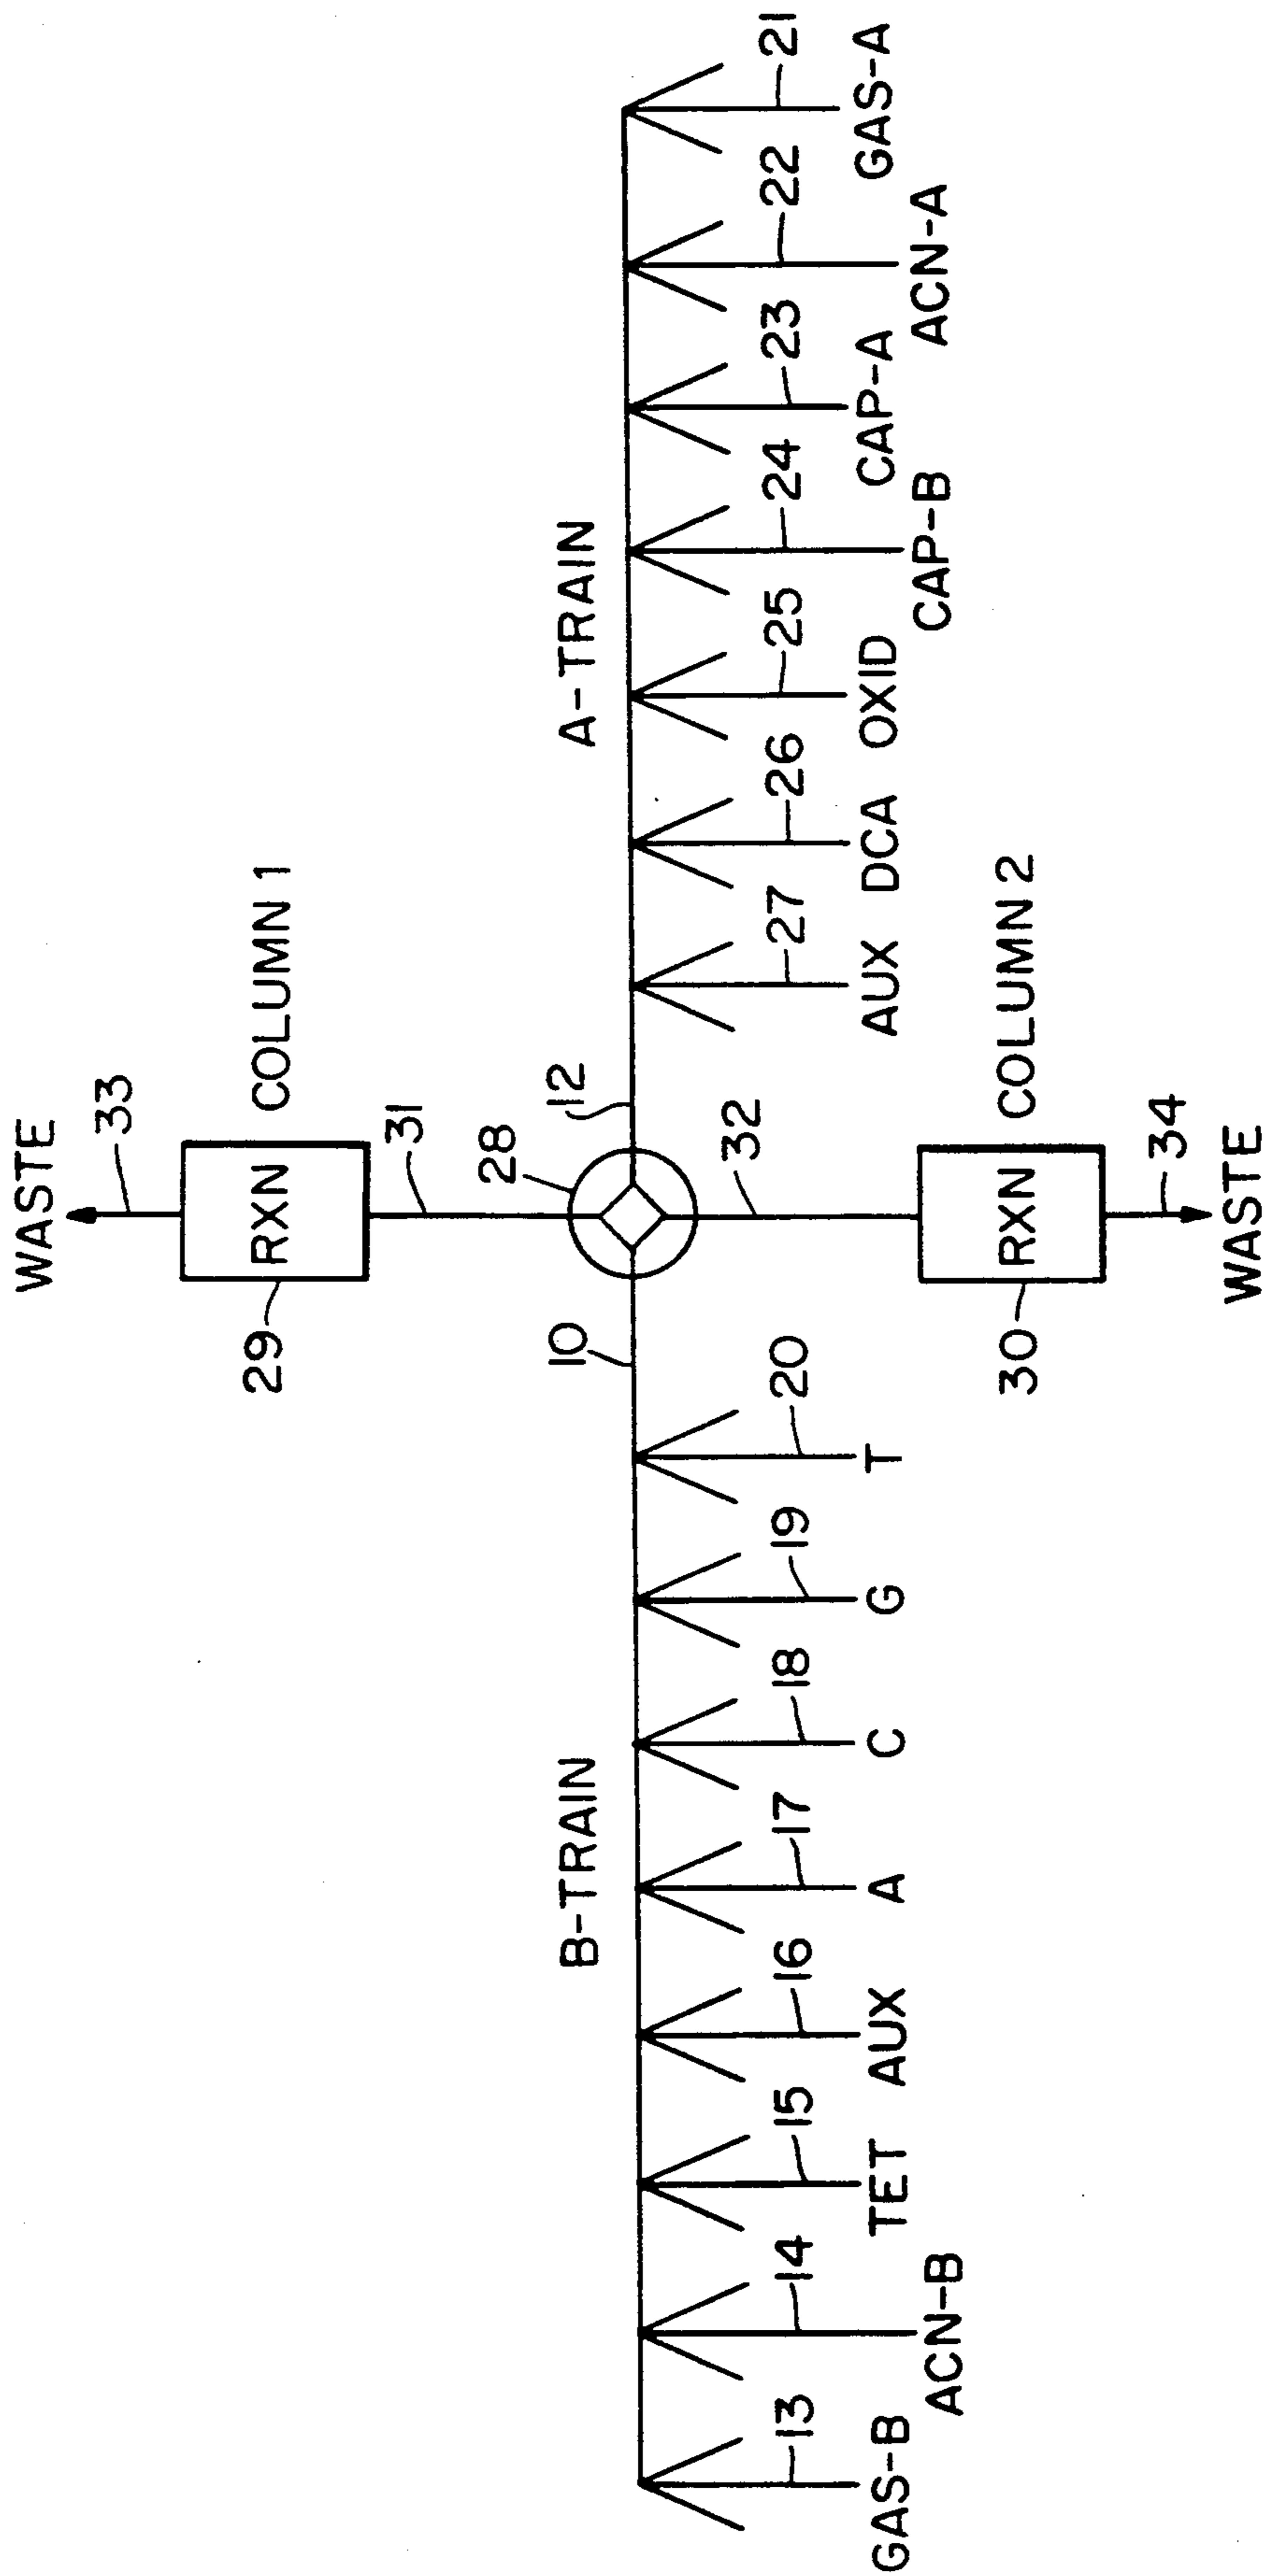 WASTE
33
COLUMN 1
RXN
29
31
B-TRAIN
A-TRAIN
10
28
12
13
14
15
16
17
18
19
20
32
27
26
25
24
23
22
21
GAS-B
ACN-B
TET
AUX
A
C
G
T
AUX
DCA
OXID
CAP-B
CAP-A
ACN-A
GAS-A
30
RXN
COLUMN 2
34
WASTE